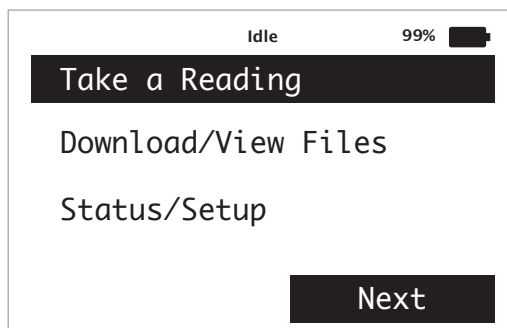 Idle 99%
Take a Reading
Download/View Files
Status/Setup
Next